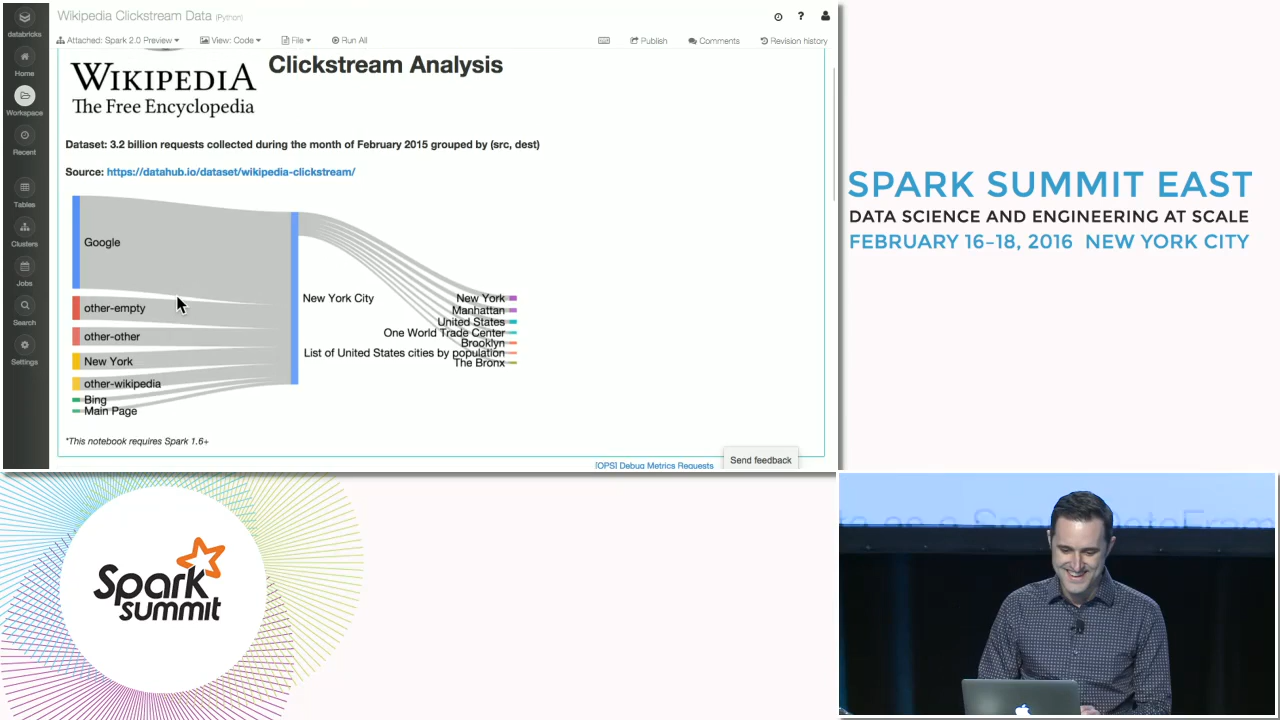 Wikipedia Clickstream Data (Python)
databricks
Home
Workspace
Recent
Tables
Clusters
Jobs
Search
Settings
Attached: Spark 2.0 Preview
View: Code
File
Run All
Publish
Comments
Revision history
WIKIPEDIA
The Free Encyclopedia
Clickstream Analysis
Dataset: 3.2 billion requests collected during the month of February 2015 grouped by (src, dest)
Source: https://datahub.io/dataset/wikipedia-clickstream/
Google
other-empty
other-other
New York
other-wikipedia
Bing
Main Page
New York City
New York
Manhattan
United States
One World Trade Center
Brooklyn
List of United States cities by population
The Bronx
*This notebook requires Spark 1.6+
[OPS] Debug Metrics Requests
Send feedback
SPARK SUMMIT EAST
DATA SCIENCE AND ENGINEERING AT SCALE
FEBRUARY 16–18, 2016 NEW YORK CITY
Spark
summit